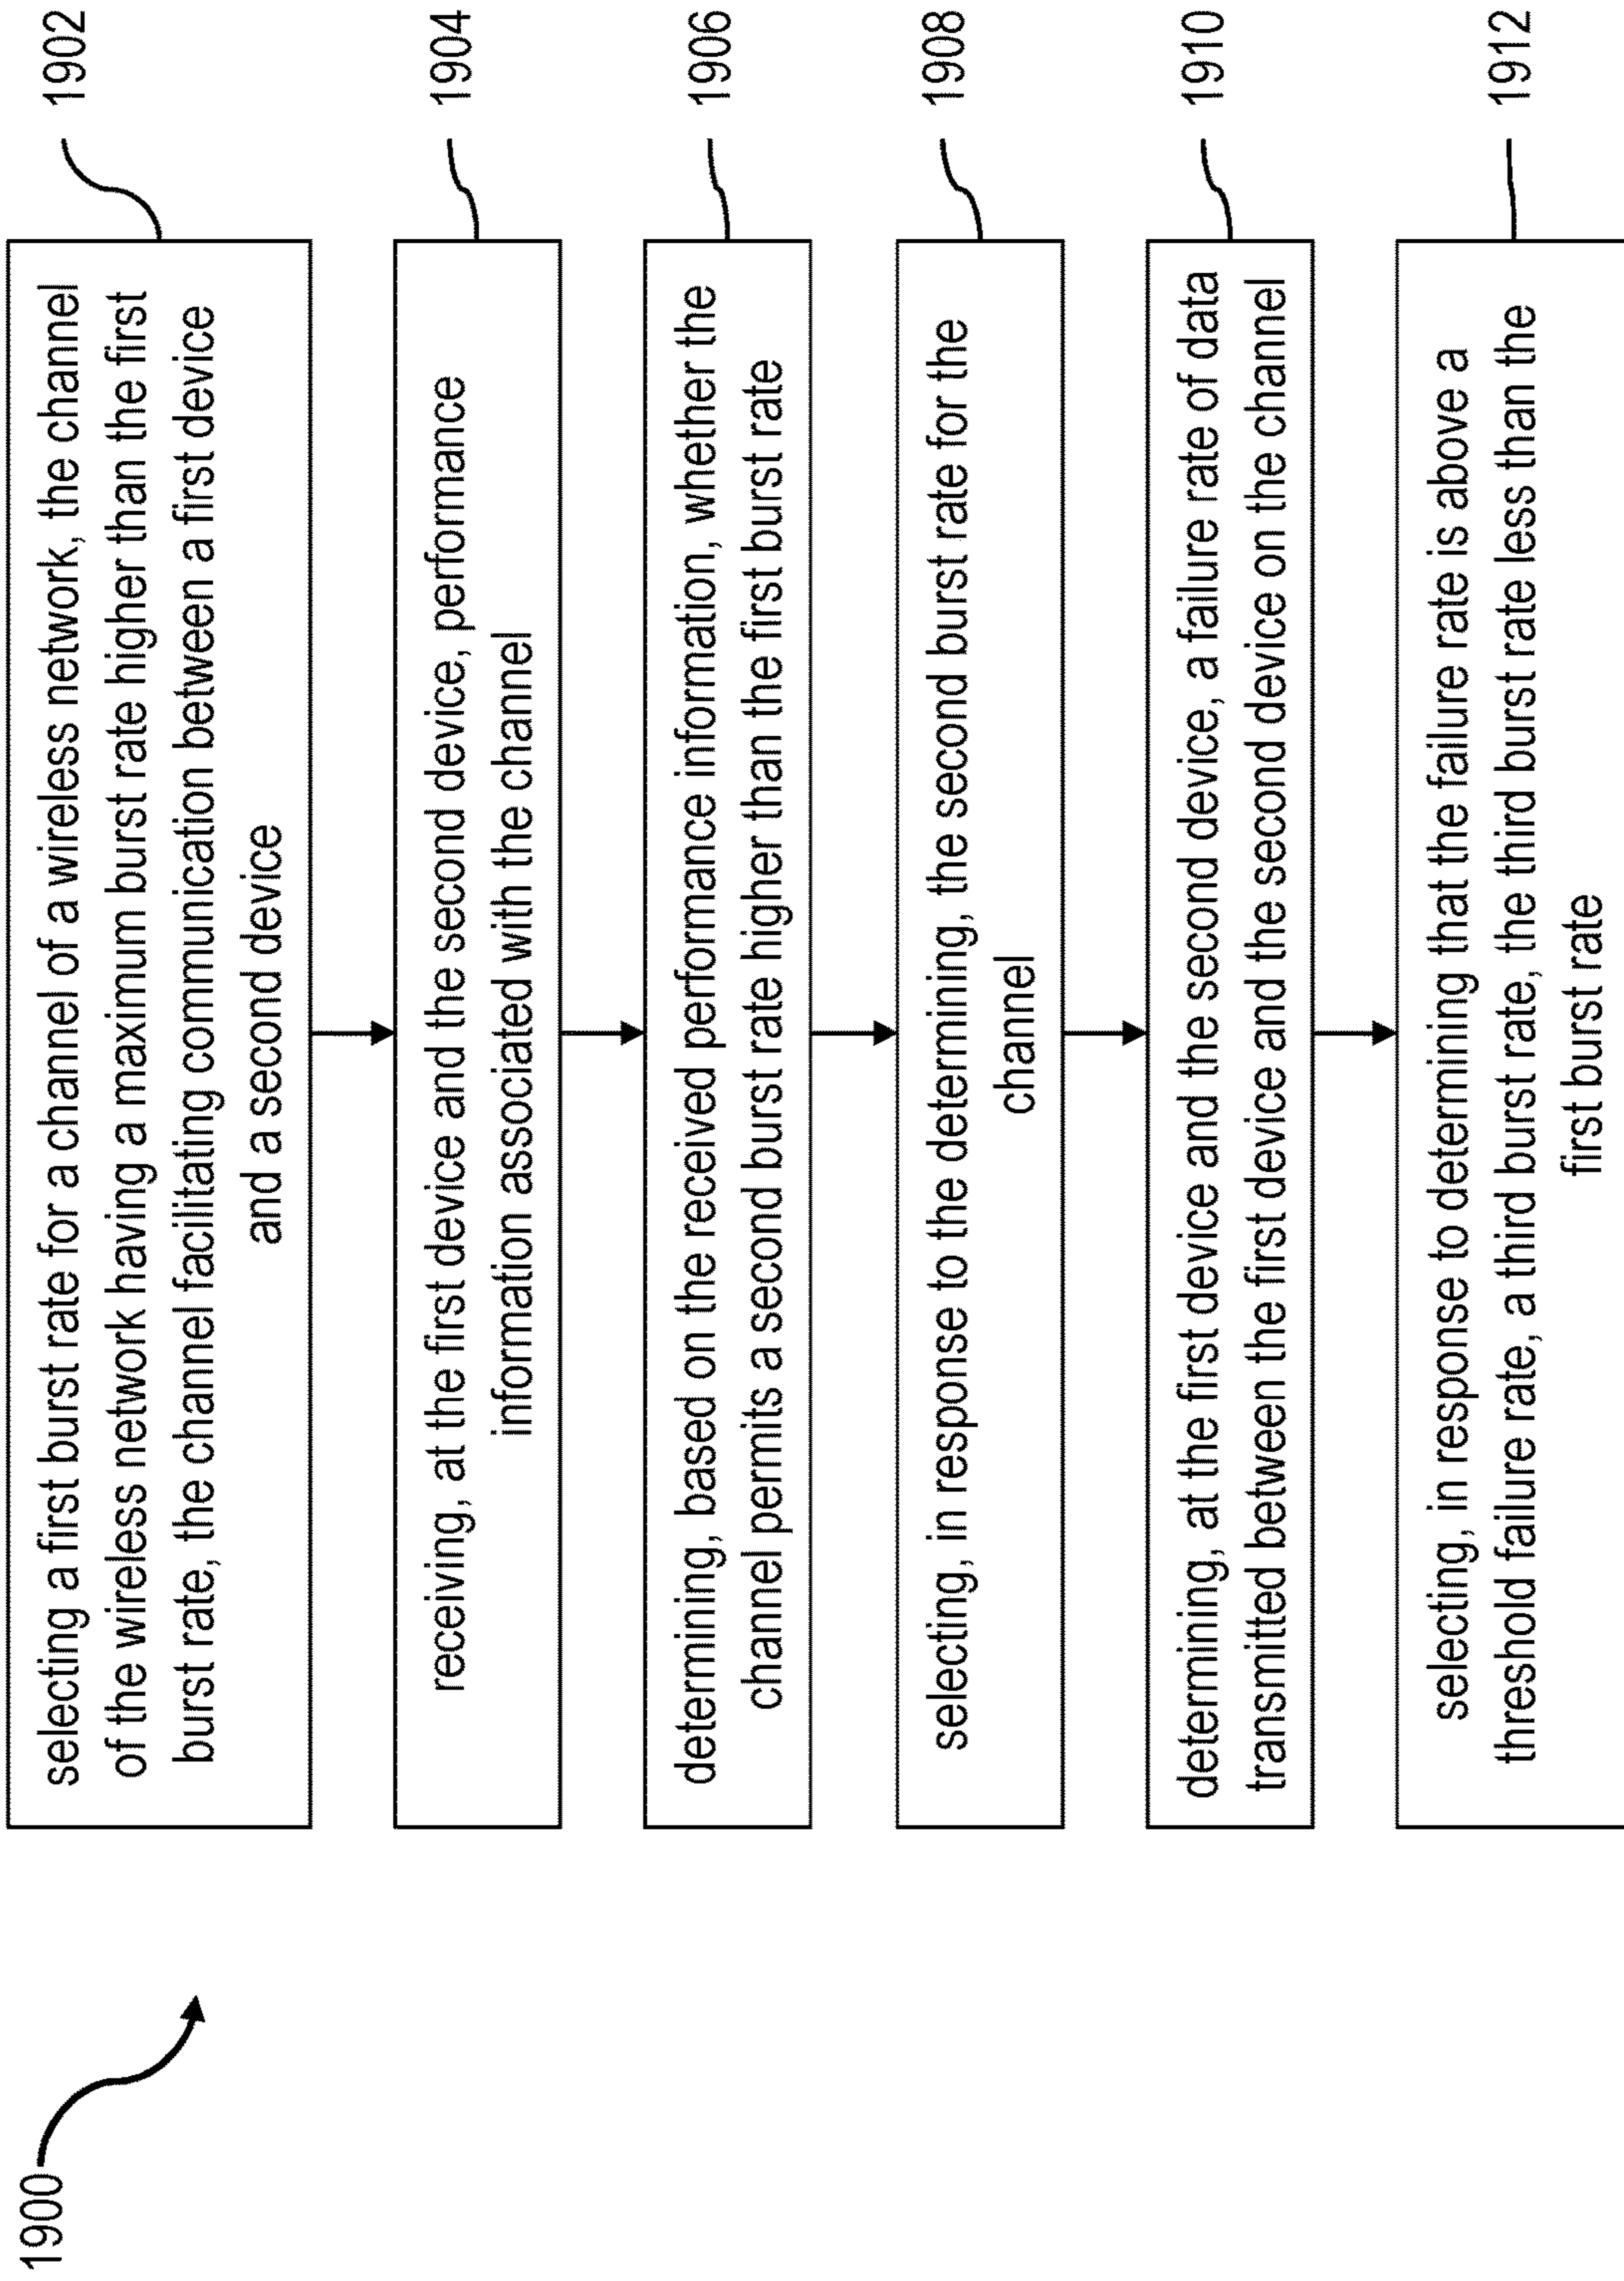 1900
selecting a first burst rate for a channel of a wireless network, the channel
of the wireless network having a maximum burst rate higher than the first
burst rate, the channel facilitating communication between a first device
and a second device
1902
receiving, at the first device and the second device, performance
information associated with the channel
1904
determining, based on the received performance information, whether the
channel permits a second burst rate higher than the first burst rate
1906
selecting, in response to the determining, the second burst rate for the
channel
1908
determining, at the first device and the second device, a failure rate of data
transmitted between the first device and the second device on the channel
1910
selecting, in response to determining that the failure rate is above a
threshold failure rate, a third burst rate, the third burst rate less than the
first burst rate
1912